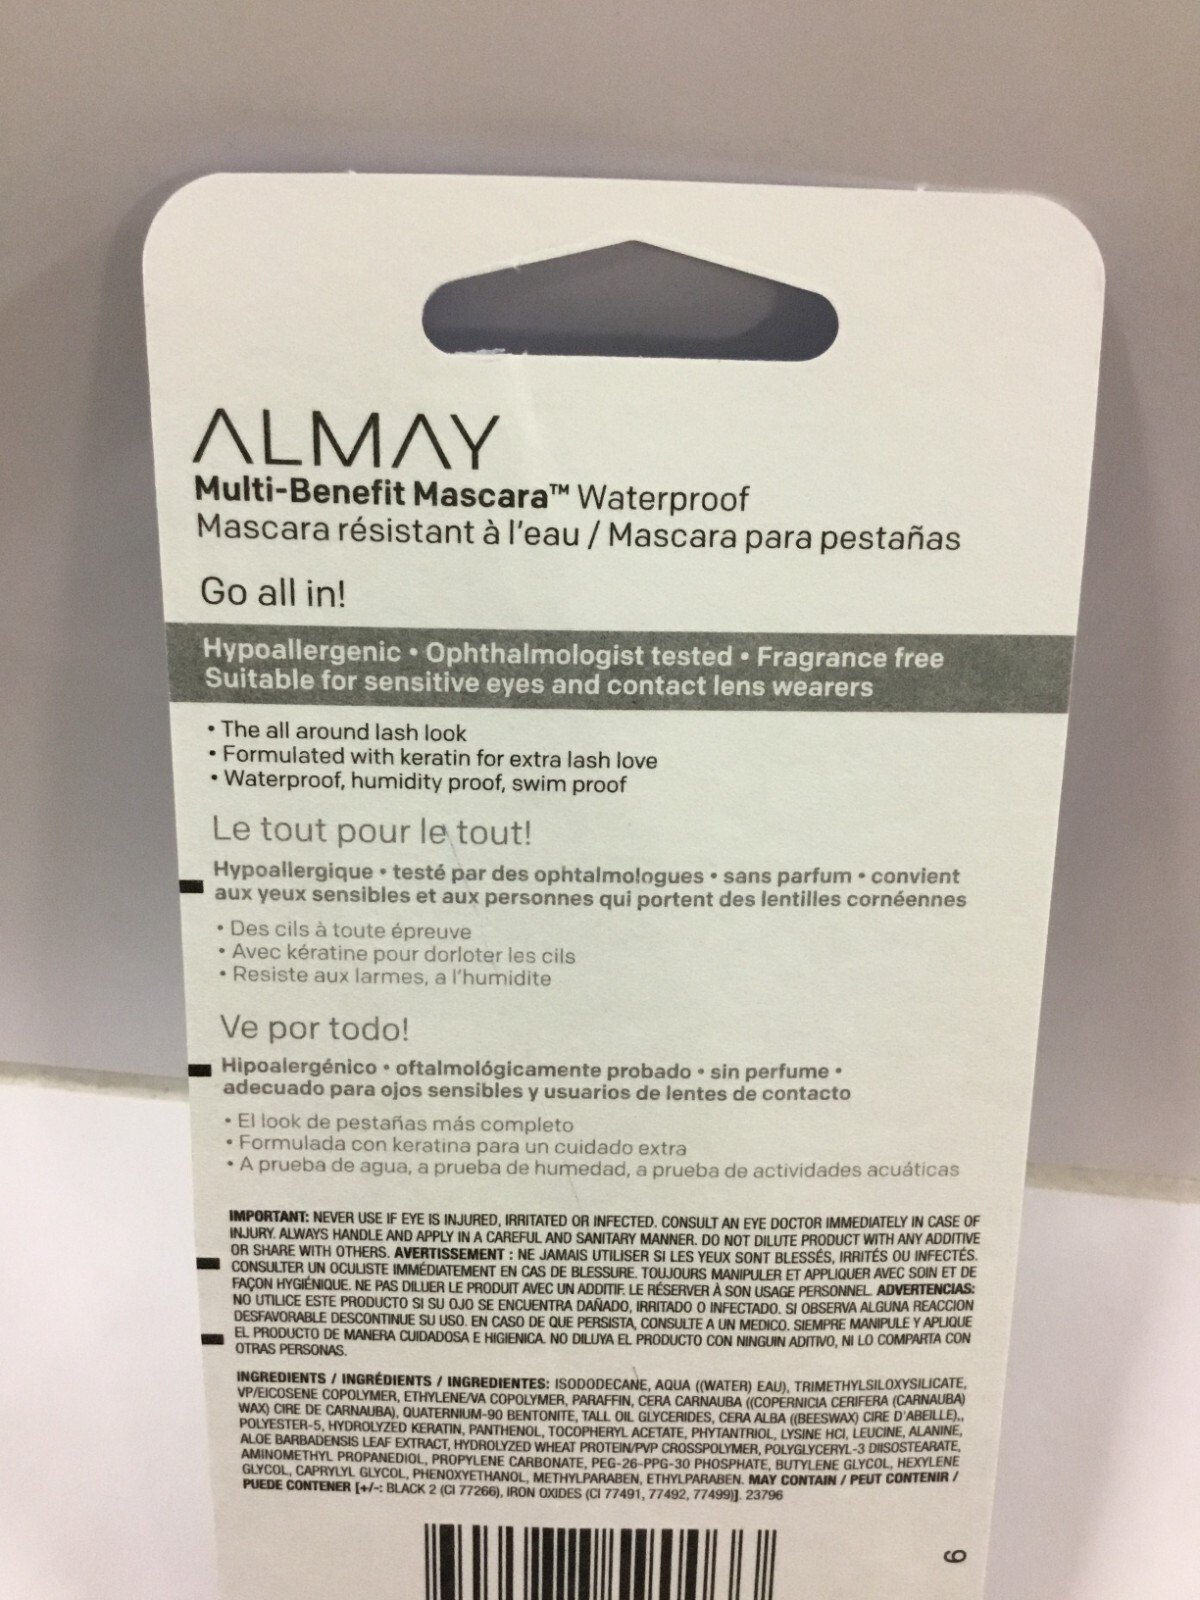 ALMAY
Multi-Benefit Mascara™ Waterproof
Mascara résistant à l'eau / Mascara para pestañas
Go all in!
Hypoallergenic • Ophthalmologist tested • Fragrance free
Suitable for sensitive eyes and contact lens wearers
• The all around lash look
• Formulated with keratin for extra lash love
• Waterproof, humidity proof, swim proof
Le tout pour le tout!
Hypoallergique • testé par des ophtalmologues • sans parfum • convient
aux yeux sensibles et aux personnes qui portent des lentilles cornéennes
• Des cils à toute épreuve
• Avec kératine pour dorloter les cils
• Resiste aux larmes, a l'humidite
Ve por todo!
Hipoalergénico • oftalmológicamente probado • sin perfume •
adecuado para ojos sensibles y usuarios de lentes de contacto
• El look de pestañas más completo
• Formulada con keratina para un cuidado extra
• A prueba de agua, a prueba de humedad, a prueba de actividades acuáticas
IMPORTANT: NEVER USE IF EYE IS INJURED, IRRITATED OR INFECTED. CONSULT AN EYE DOCTOR IMMEDIATELY IN CASE OF
INJURY. ALWAYS HANDLE AND APPLY IN A CAREFUL AND SANITARY MANNER. DO NOT DILUTE PRODUCT WITH ANY ADDITIVE
OR SHARE WITH OTHERS. AVERTISSEMENT : NE JAMAIS UTILISER SI LES YEUX SONT BLESSÉS, IRRITÉS OU INFECTÉS.
CONSULTER UN OCULISTE IMMÉDIATEMENT EN CAS DE BLESSURE. TOUJOURS MANIPULER ET APPLIQUER AVEC SOIN ET DE
FAÇON HYGIÉNIQUE. NE PAS DILUER LE PRODUIT AVEC UN ADDITIF. LE RÉSERVER À SON USAGE PERSONNEL. ADVERTENCIAS:
NO UTILICE ESTE PRODUCTO SI SU OJO SE ENCUENTRA DAÑADO, IRRITADO O INFECTADO. SI OBSERVA ALGUNA REACCION
DESFAVORABLE DESCONTINUE SU USO. EN CASO DE QUE PERSISTA, CONSULTE A UN MEDICO. SIEMPRE MANIPULE Y APLIQUE
EL PRODUCTO DE MANERA CUIDADOSA E HIGIENICA. NO DILUYA EL PRODUCTO CON NINGUIN ADITIVO, NI LO COMPARTA CON
OTRAS PERSONAS.
INGREDIENTS / INGRÉDIENTS / INGREDIENTES: ISODODECANE, AQUA ((WATER) EAU), TRIMETHYLSILOXYSILICATE,
VP/EICOSENE COPOLYMER, ETHYLENE/VA COPOLYMER, PARAFFIN, CERA CARNAUBA ((COPERNICIA CERIFERA (CARNAUBA)
WAX) CIRE DE CARNAUBA), QUATERNIUM-90 BENTONITE, TALL OIL GLYCERIDES, CERA ALBA ((BEESWAX) CIRE D'ABEILLE),,
POLYESTER-5, HYDROLYZED KERATIN, PANTHENOL, TOCOPHERYL ACETATE, PHYTANTRIOL, LYSINE HCI, LEUCINE, ALANINE,
ALOE BARBADENSIS LEAF EXTRACT, HYDROLYZED WHEAT PROTEIN/PVP CROSSPOLYMER, POLYGLYCERYL-3 DIISOSTEARATE,
AMINOMETHYL PROPANEDIOL, PROPYLENE CARBONATE, PEG-26-PPG-30 PHOSPHATE, BUTYLENE GLYCOL, HEXYLENE
GLYCOL, CAPRYLYL GLYCOL, PHENOXYETHANOL, METHYLPARABEN, ETHYLPARABEN. MAY CONTAIN / PEUT CONTENIR /
PUEDE CONTENER [+/-: BLACK 2 (CI 77266), IRON OXIDES (CI 77491, 77492, 77499)]. 23796
6